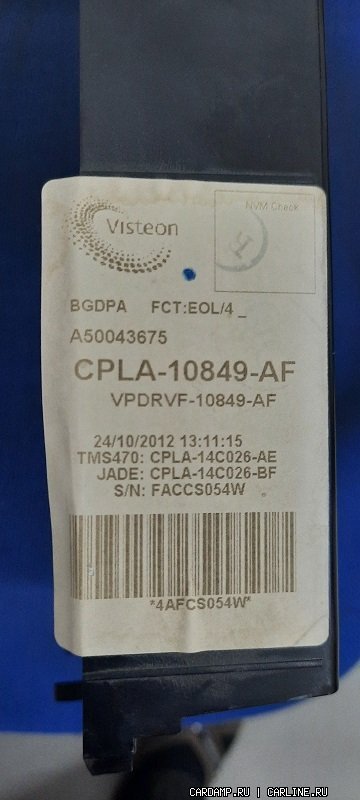 Visteon
NVM Check
BGDPA FCT:EOL/4 _
A50043675
CPLA-10849-AF
VPDRVF-10849-AF
24/10/2012 13:11:15
TMS470: CPLA-14C026-AE
JADE: CPLA-14C026-BF
S/N: FACCS054W
*4AFCS054W*
CARDAMP.RU | CARLINE.RU